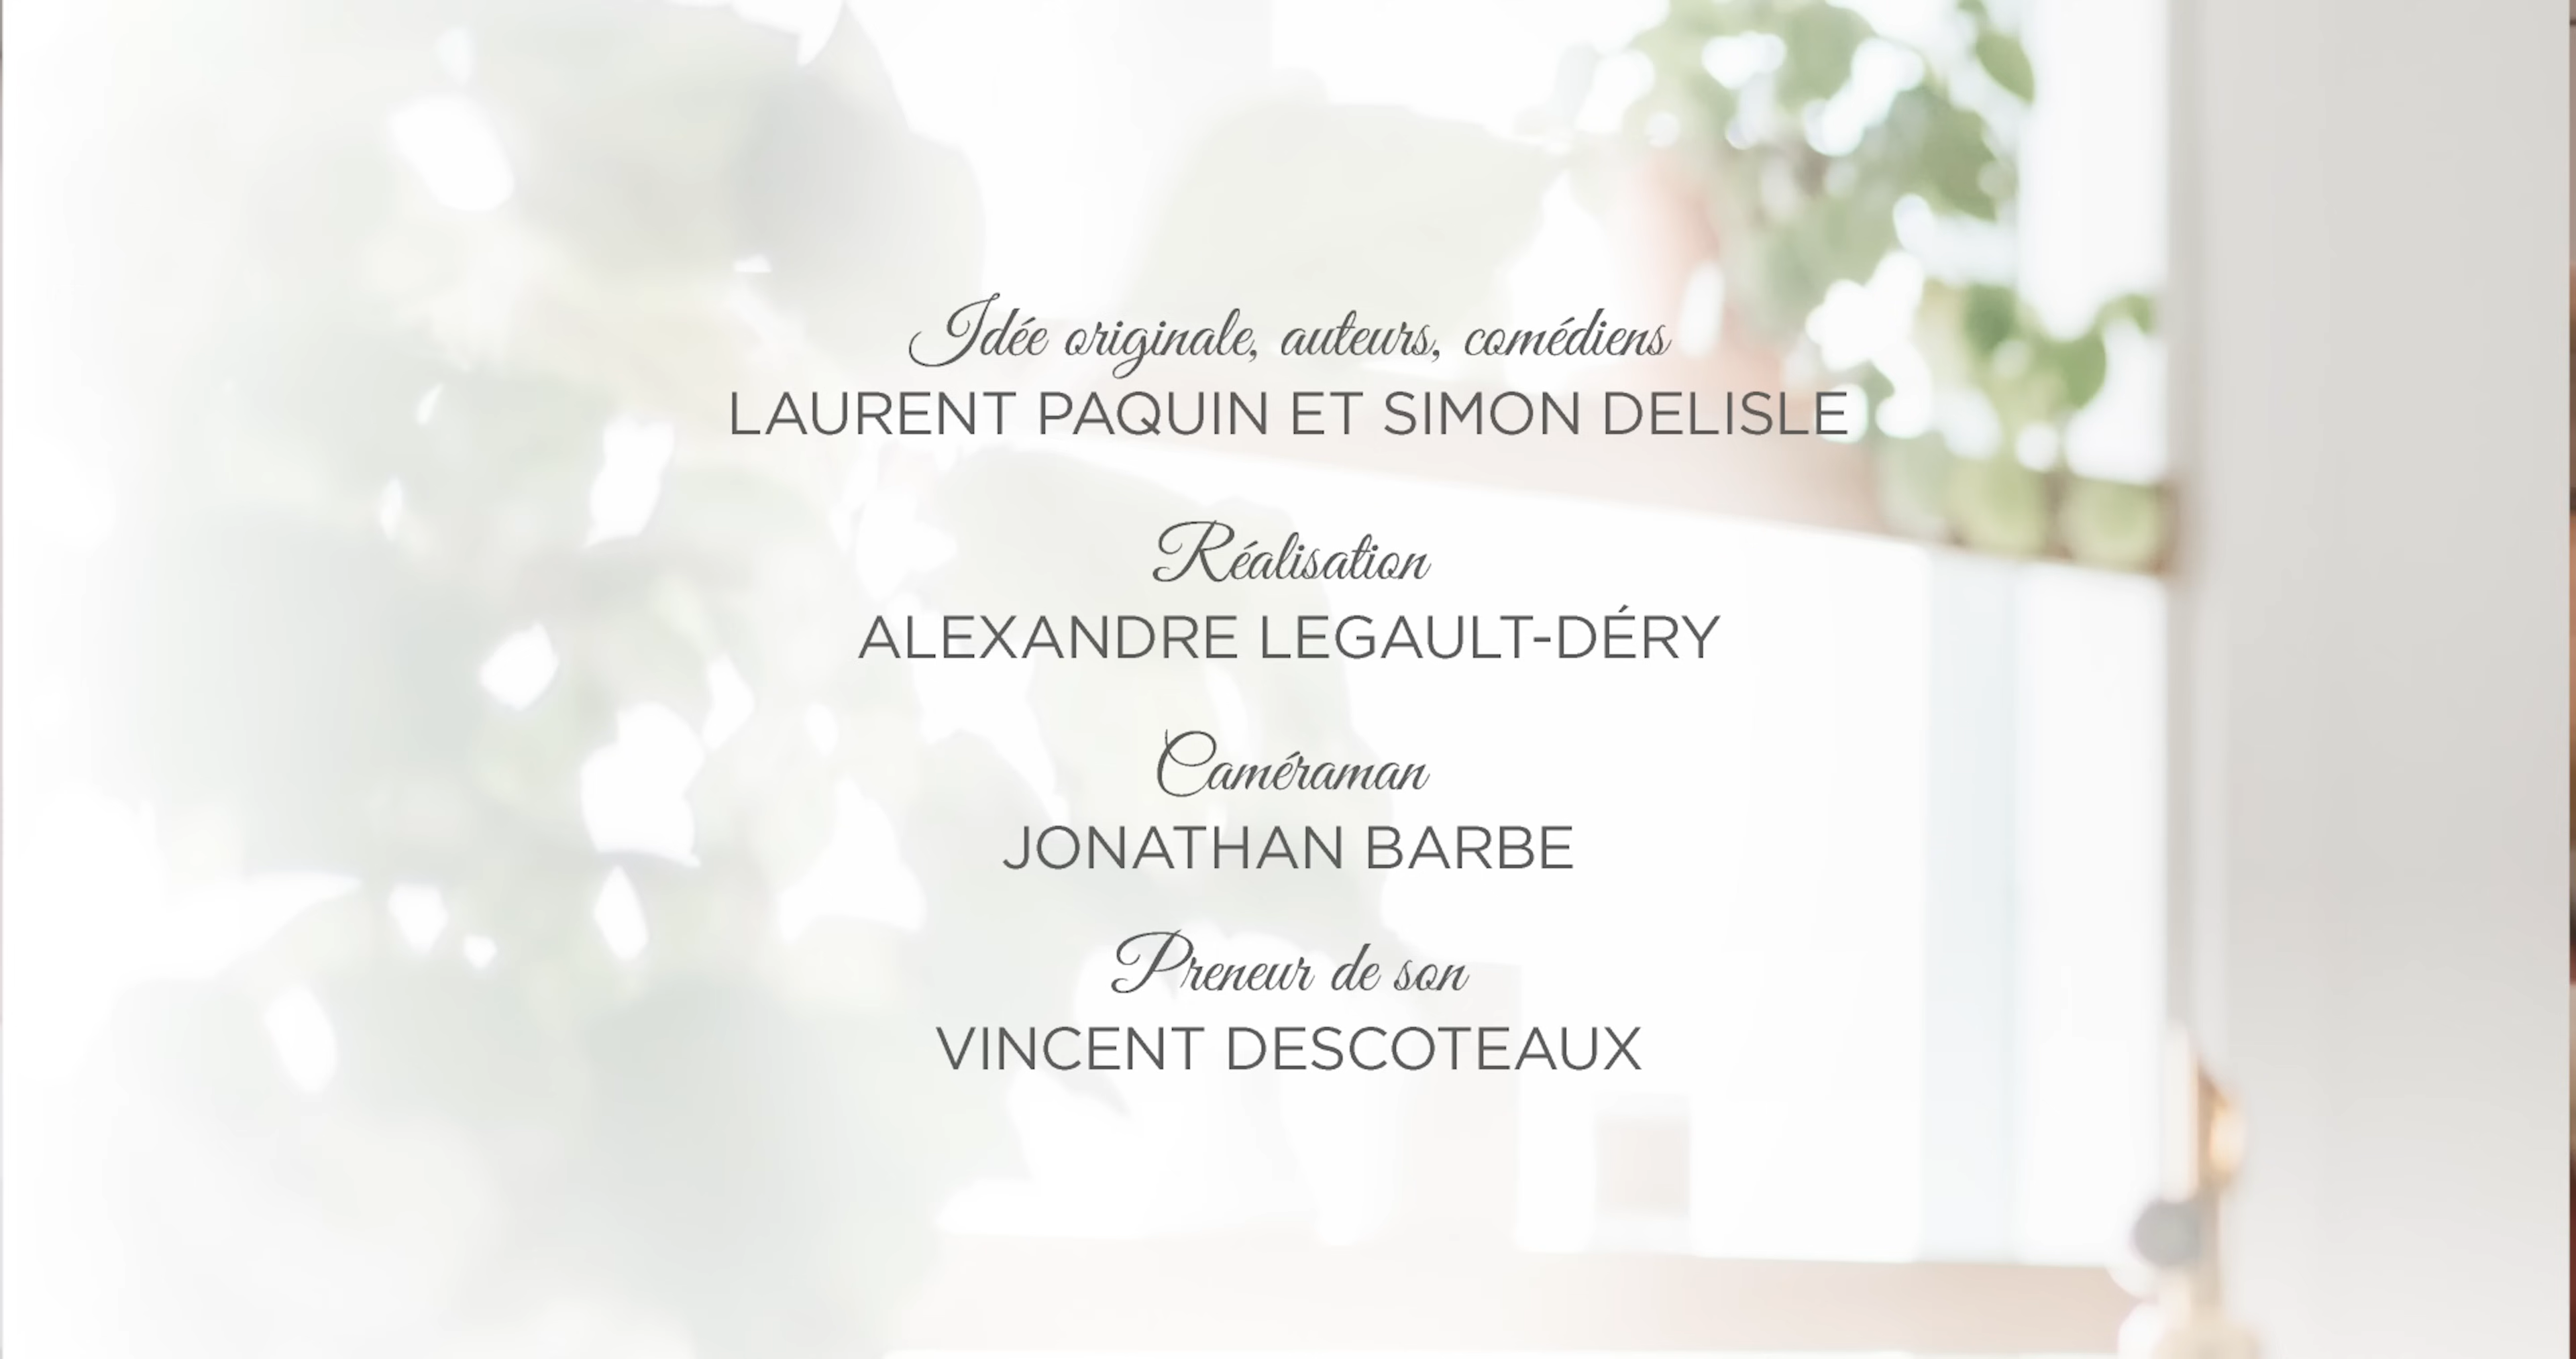 Idée originale, auteurs, comédiens
LAURENT PAQUIN ET SIMON DELISLE
Réalisation
ALEXANDRE LEGAULT-DÉRY
Caméraman
JONATHAN BARBE
Preneur de son
VINCENT DESCOTEAUX